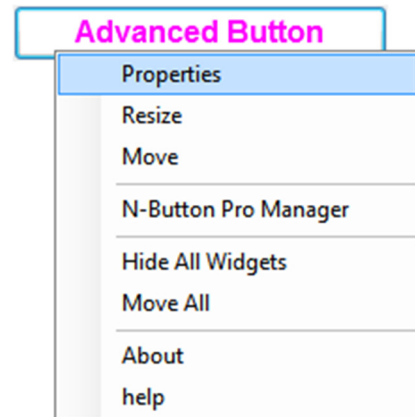 Advanced Button
Properties
Resize
Move
N-Button Pro Manager
Hide All Widgets
Move All
About
help